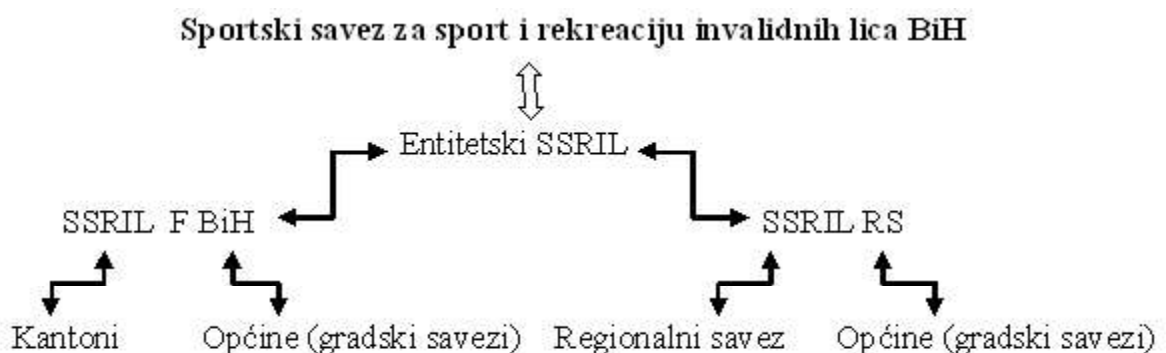 Sportski savez za sport i rekreaciju invalidnih lica BiH
Entitetski SSRIL
SSRIL F BiH
SSRIL RS
Kantoni
Općine (gradski savezi)
Regionalni savez
Općine (gradski savezi)